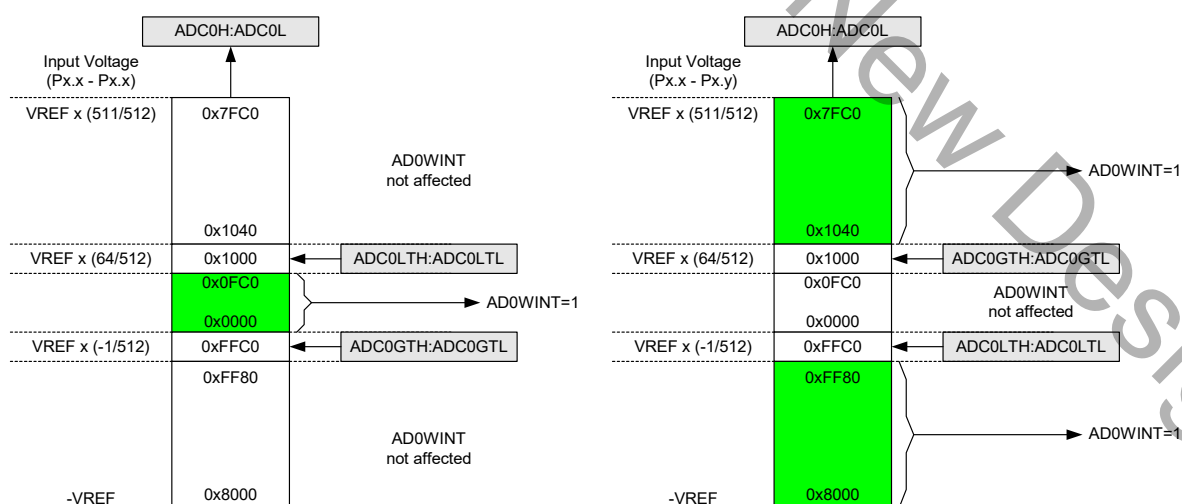 ADC0H:ADC0L
Input Voltage
(Px.x - Px.x)
VREF x (511/512)
0x7FC0
AD0WINT
not affected
0x1040
VREF x (64/512)
0x1000
ADC0LTH:ADC0LTL
0x0FC0
AD0WINT=1
0x0000
VREF x (-1/512)
0xFFC0
ADC0GTH:ADC0GTL
0xFF80
AD0WINT
not affected
-VREF
0x8000
ADC0H:ADC0L
Input Voltage
(Px.x - Px.y)
VREF x (511/512)
0x7FC0
AD0WINT=1
0x1040
VREF x (64/512)
0x1000
ADC0GTH:ADC0GTL
0x0FC0
AD0WINT
not affected
0x0000
VREF x (-1/512)
0xFFC0
ADC0LTH:ADC0LTL
0xFF80
AD0WINT=1
-VREF
0x8000
New